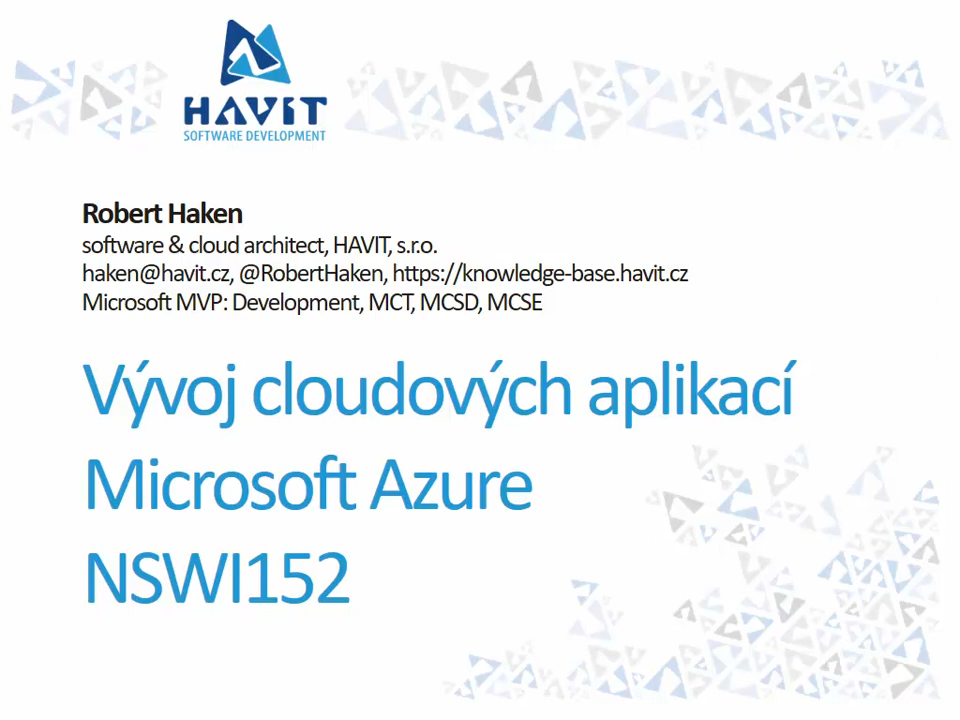 HAVIT
SOFTWARE DEVELOPMENT
Robert Haken
software & cloud architect, HAVIT, s.r.o.
haken@havit.cz, @RobertHaken, https://knowledge-base.havit.cz
Microsoft MVP: Development, MCT, MCSD, MCSE
Vývoj cloudových aplikací
Microsoft Azure
NSWI152